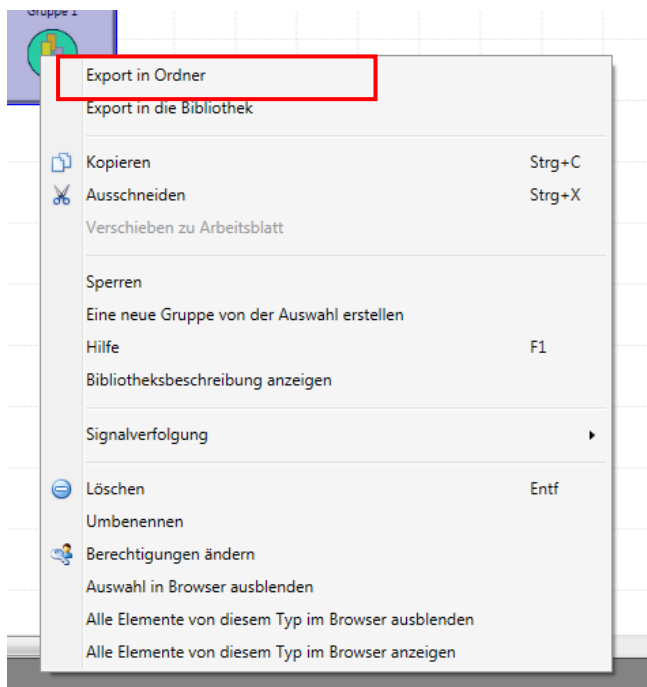 Gruppe 1
Export in Ordner
Export in die Bibliothek
Kopieren Strg+C
Ausschneiden Strg+X
Verschieben zu Arbeitsblatt
Sperren
Eine neue Gruppe von der Auswahl erstellen
Hilfe F1
Bibliotheksbeschreibung anzeigen
Signalverfolgung
Löschen Entf
Umbenennen
Berechtigungen ändern
Auswahl in Browser ausblenden
Alle Elemente von diesem Typ im Browser ausblenden
Alle Elemente von diesem Typ im Browser anzeigen